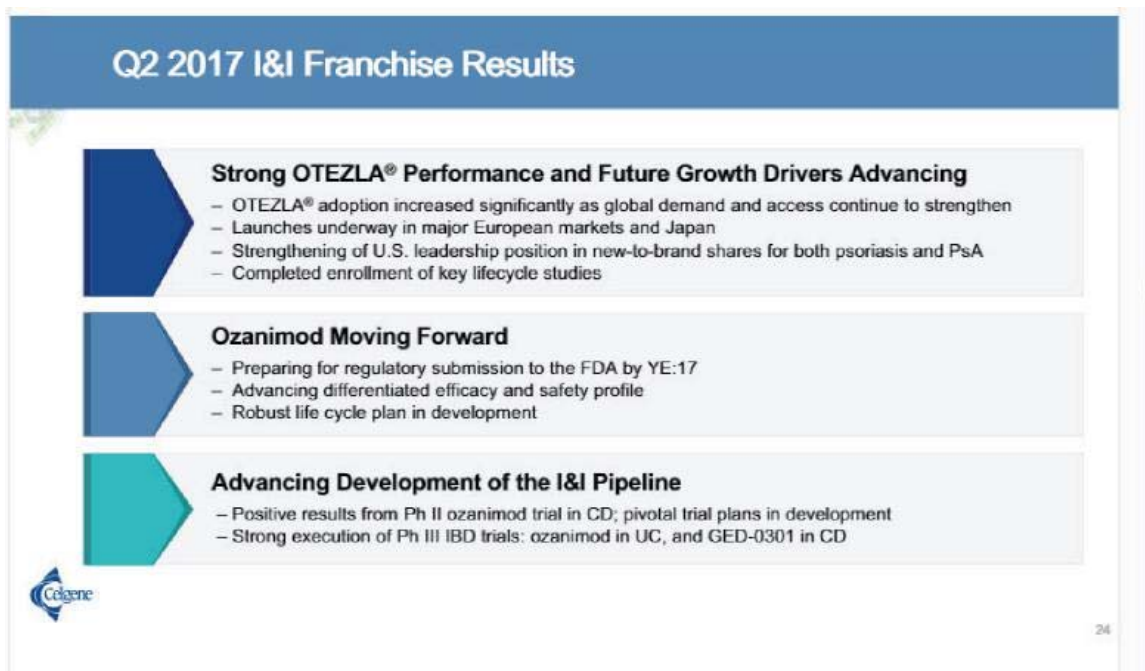 Q2 2017 I&I Franchise Results
Strong OTEZLA® Performance and Future Growth Drivers Advancing
– OTEZLA® adoption increased significantly as global demand and access continue to strengthen
– Launches underway in major European markets and Japan
– Strengthening of U.S. leadership position in new-to-brand shares for both psoriasis and PsA
– Completed enrollment of key lifecycle studies
Ozanimod Moving Forward
– Preparing for regulatory submission to the FDA by YE:17
– Advancing differentiated efficacy and safety profile
– Robust life cycle plan in development
Advancing Development of the I&I Pipeline
– Positive results from Ph II ozanimod trial in CD; pivotal trial plans in development
– Strong execution of Ph III IBD trials: ozanimod in UC, and GED-0301 in CD
Celgene
24